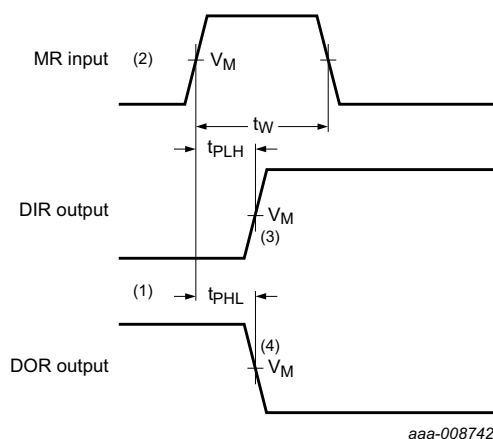 MR input (2) VM
tW
tPLH
DIR output VM
(3)
(1) tPHL
(4)
DOR output VM
aaa-008742